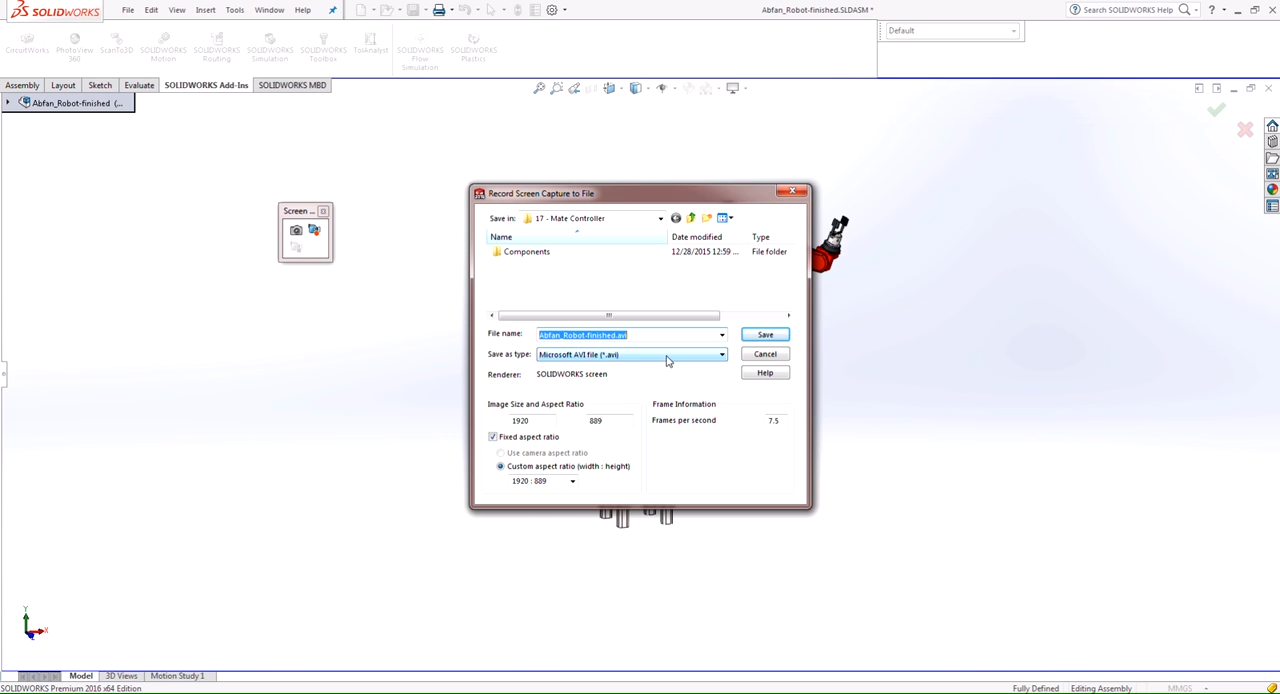 SOLIDWORKS File Edit View Insert Tools Window Help Abfan_Robot-finished.SLDASM * Search SOLIDWORKS Help
CircuitWorks PhotoView 360 ScanTo3D SOLIDWORKS Motion SOLIDWORKS Routing SOLIDWORKS Simulation SOLIDWORKS Toolbox TolAnalyst SOLIDWORKS Flow Simulation SOLIDWORKS Plastics Default
Assembly Layout Sketch Evaluate SOLIDWORKS Add-Ins SOLIDWORKS MBD
Abfan_Robot-finished (...
Screen ...
Record Screen Capture to File
Save in: 17 - Mate Controller
Name Date modified Type
Components 12/28/2015 12:59 ... File folder
File name: Abfan_Robot-finished.avi Save
Save as type: Microsoft AVI file (*.avi) Cancel
Renderer: SOLIDWORKS screen Help
Image Size and Aspect Ratio Frame Information
1920 889 Frames per second 7.5
Fixed aspect ratio
Use camera aspect ratio
Custom aspect ratio (width : height)
1920 : 889
Y
X
Model 3D Views Motion Study 1
SOLIDWORKS Premium 2016 x64 Edition Fully Defined Editing Assembly MMGS